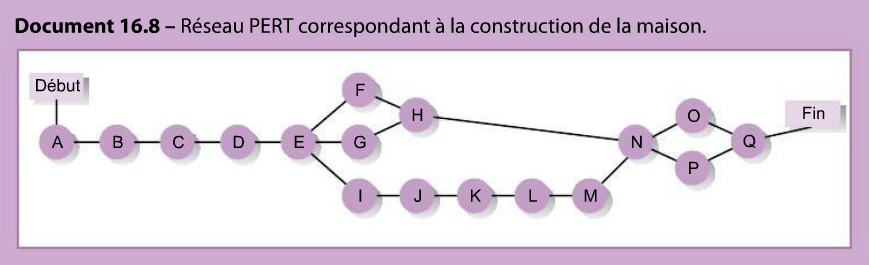 Document 16.8 – Réseau PERT correspondant à la construction de la maison.
Début
Fin
F
O
H
A B C D E G N Q
P
I J K L M